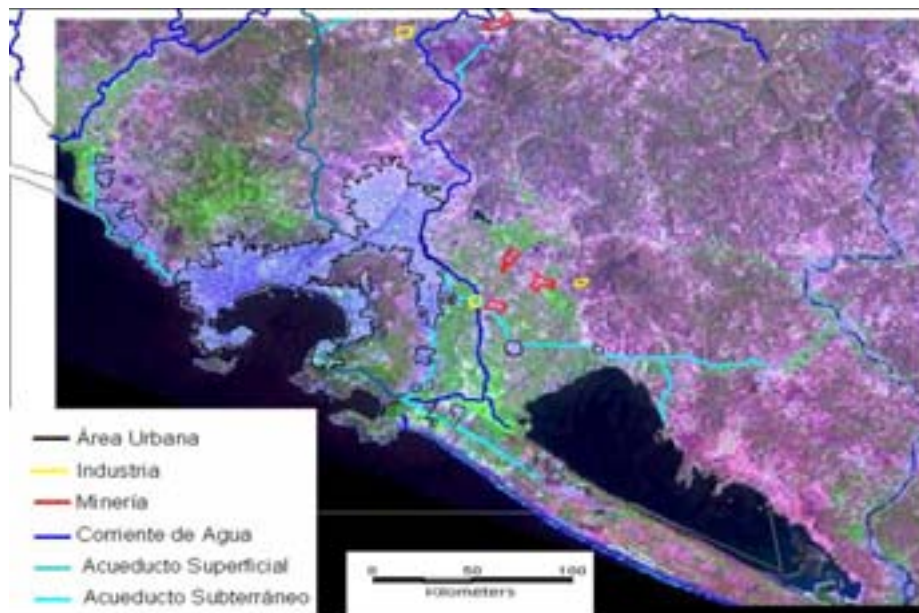 Área Urbana
Industria
Minería
Corriente de Agua
Acueducto Superficial
Acueducto Subterráneo
0 50 100
kilometers